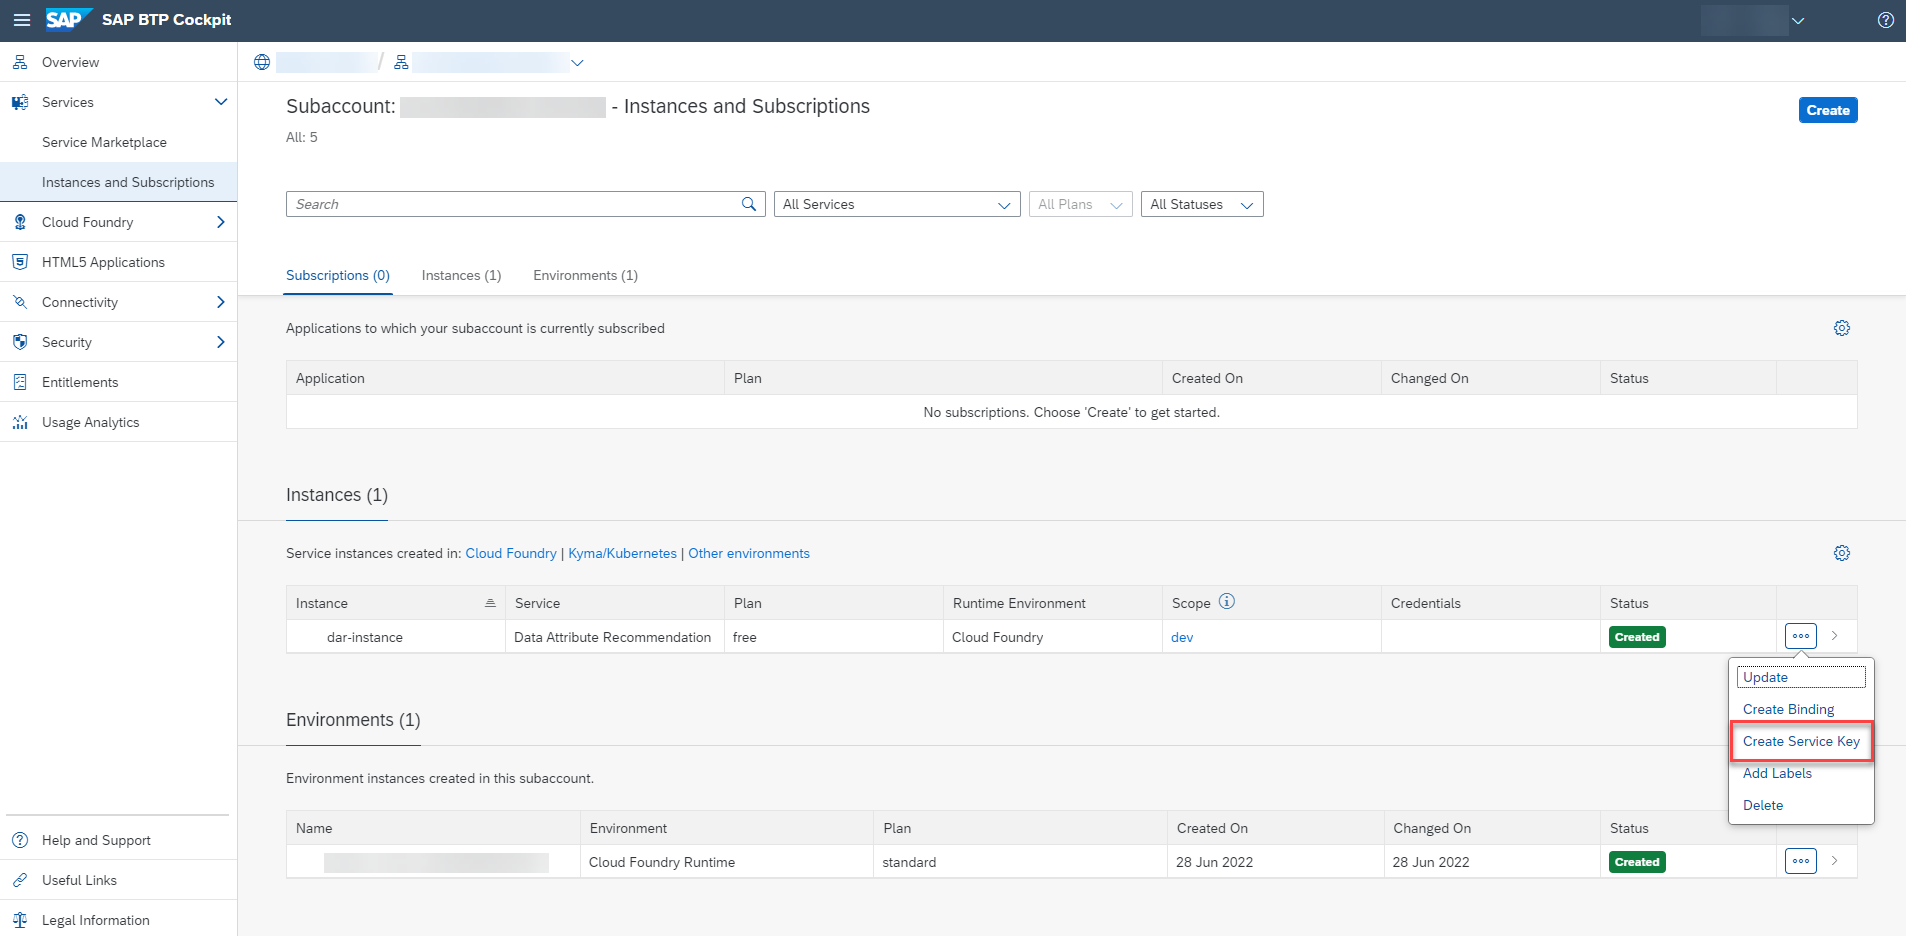 SAP SAP BTP Cockpit
Overview
Services
Service Marketplace
Instances and Subscriptions
Cloud Foundry
HTML5 Applications
Connectivity
Security
Entitlements
Usage Analytics
Help and Support
Useful Links
Legal Information
/
Subaccount: - Instances and Subscriptions
Create
All: 5
Search All Services All Plans All Statuses
Subscriptions (0) Instances (1) Environments (1)
Applications to which your subaccount is currently subscribed
Application Plan Created On Changed On Status
No subscriptions. Choose 'Create' to get started.
Instances (1)
Service instances created in: Cloud Foundry | Kyma/Kubernetes | Other environments
Instance Service Plan Runtime Environment Scope Credentials Status
dar-instance Data Attribute Recommendation free Cloud Foundry dev Created
Update
Create Binding
Create Service Key
Add Labels
Delete
Environments (1)
Environment instances created in this subaccount.
Name Environment Plan Created On Changed On Status
Cloud Foundry Runtime standard 28 Jun 2022 28 Jun 2022 Created